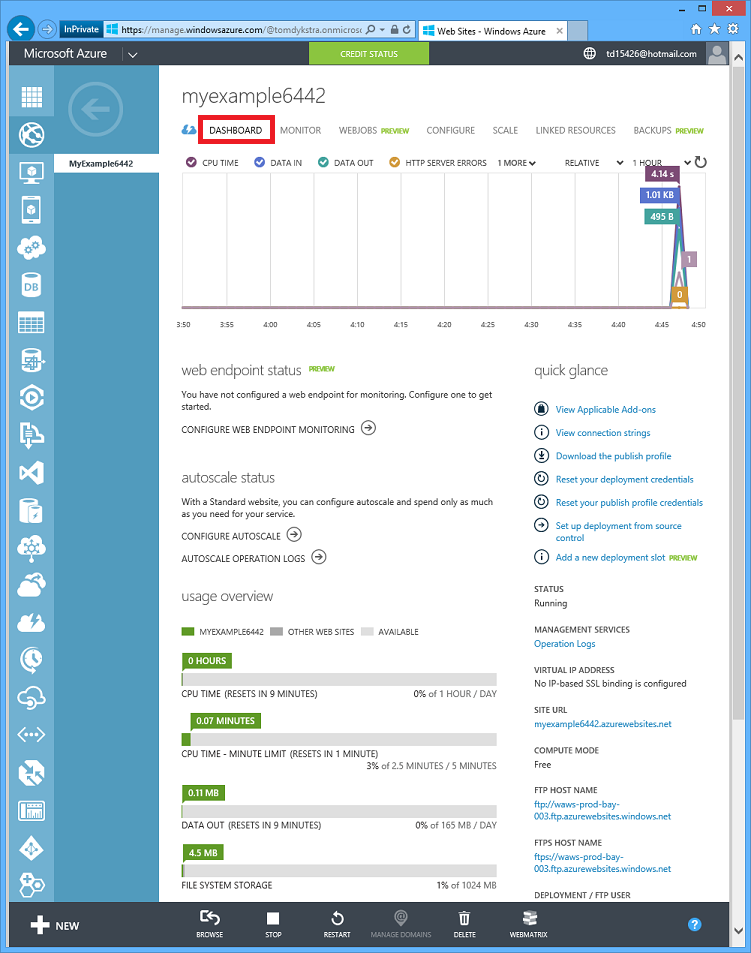 InPrivate
https://manage.windowsazure.com/@tomdykstra.onmicros
Web Sites - Windows Azure
Microsoft Azure
CREDIT STATUS
td15426@hotmail.com
myexample6442
DASHBOARD MONITOR WEBJOBS PREVIEW CONFIGURE SCALE LINKED RESOURCES BACKUPS PREVIEW
MyExample6442
CPU TIME DATA IN DATA OUT HTTP SERVER ERRORS 1 MORE RELATIVE 1 HOUR
4.14 s
1.01 KB
495 B
1
0
3:50 3:55 4:00 4:05 4:10 4:15 4:20 4:25 4:30 4:35 4:40 4:45 4:50
web endpoint status PREVIEW
You have not configured a web endpoint for monitoring. Configure one to get
started.
CONFIGURE WEB ENDPOINT MONITORING
autoscale status
With a Standard website, you can configure autoscale and spend only as much
as you need for your service.
CONFIGURE AUTOSCALE
AUTOSCALE OPERATION LOGS
usage overview
MYEXAMPLE6442 OTHER WEB SITES AVAILABLE
0 HOURS
CPU TIME (RESETS IN 9 MINUTES) 0% of 1 HOUR / DAY
0.07 MINUTES
CPU TIME - MINUTE LIMIT (RESETS IN 1 MINUTE)
3% of 2.5 MINUTES / 5 MINUTES
0.11 MB
DATA OUT (RESETS IN 9 MINUTES) 0% of 165 MB / DAY
4.5 MB
FILE SYSTEM STORAGE 1% of 1024 MB
quick glance
View Applicable Add-ons
View connection strings
Download the publish profile
Reset your deployment credentials
Reset your publish profile credentials
Set up deployment from source
control
Add a new deployment slot PREVIEW
STATUS
Running
MANAGEMENT SERVICES
Operation Logs
VIRTUAL IP ADDRESS
No IP-based SSL binding is configured
SITE URL
myexample6442.azurewebsites.net
COMPUTE MODE
Free
FTP HOST NAME
ftp://waws-prod-bay-
003.ftp.azurewebsites.windows.net
FTPS HOST NAME
ftps://waws-prod-bay-
003.ftp.azurewebsites.windows.net
DEPLOYMENT / FTP USER
DB
NEW
BROWSE STOP RESTART MANAGE DOMAINS DELETE WEBMATRIX
?